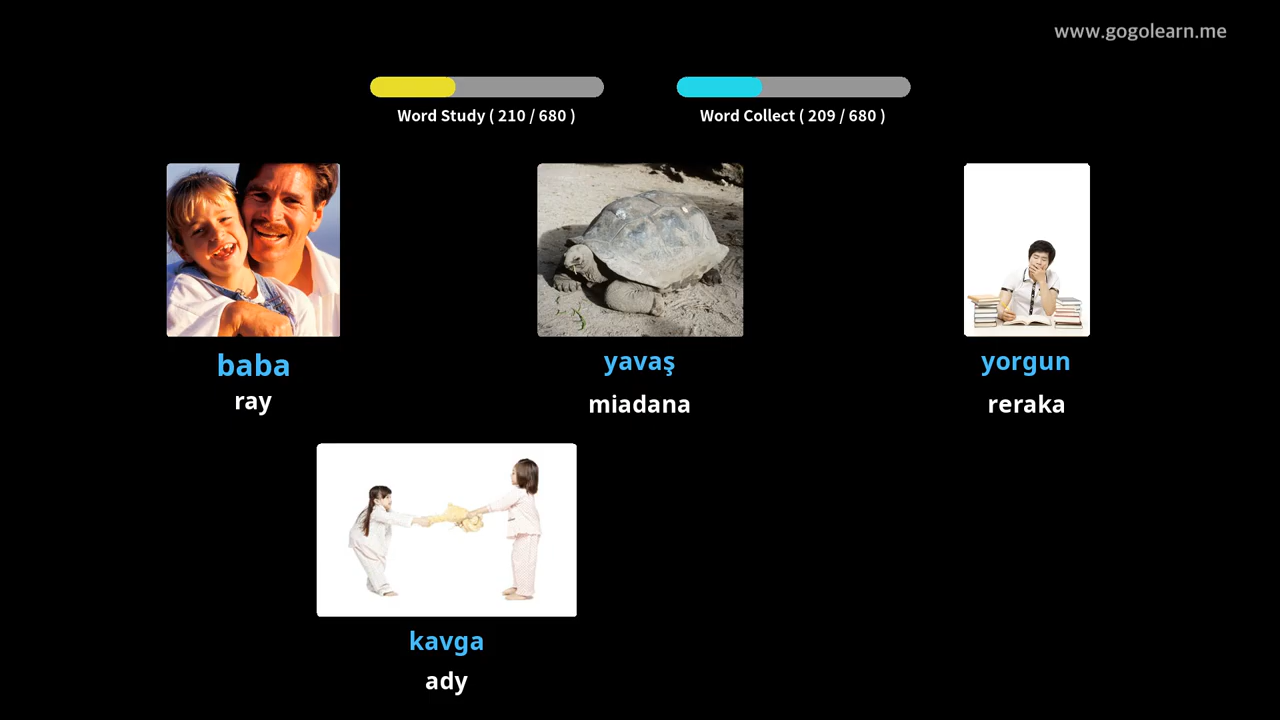 www.gogolearn.me
Word Study ( 210 / 680 )
Word Collect ( 209 / 680 )
baba
ray
yavaş
miadana
yorgun
reraka
kavga
ady